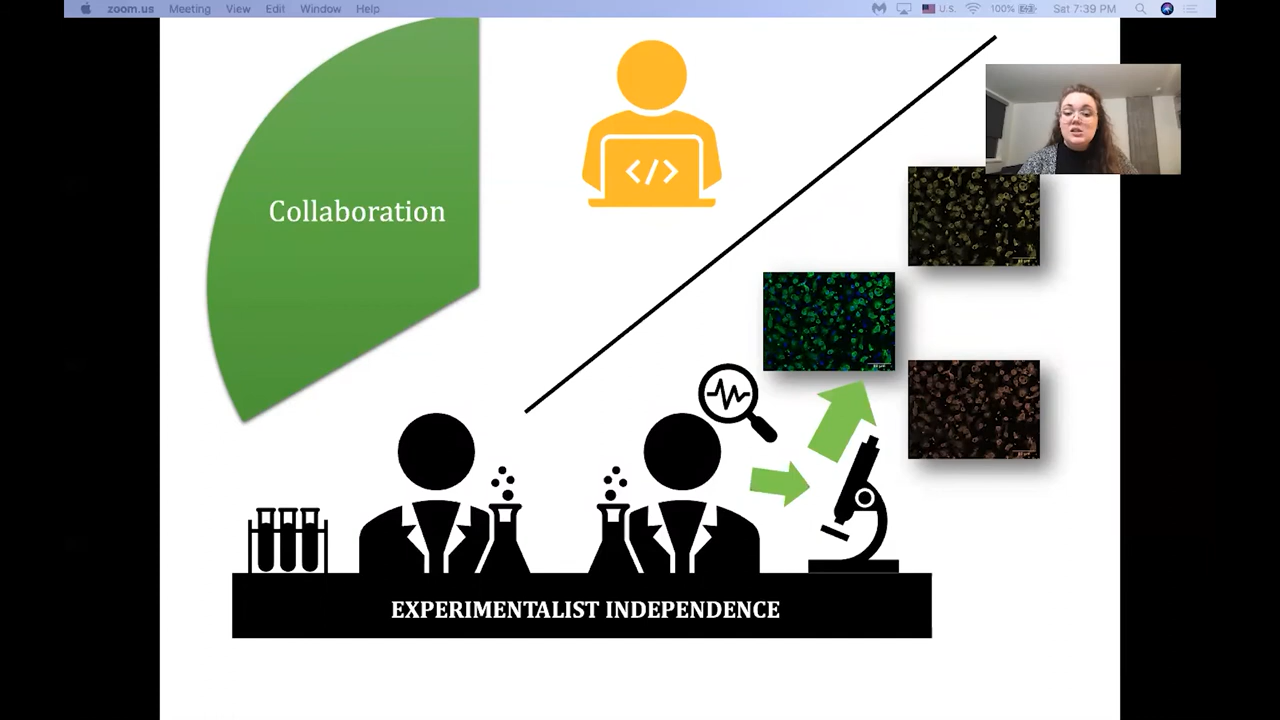 zoom.us Meeting View Edit Window Help U.S. 100% Sat 7:39 PM
</>
Collaboration
EXPERIMENTALIST INDEPENDENCE